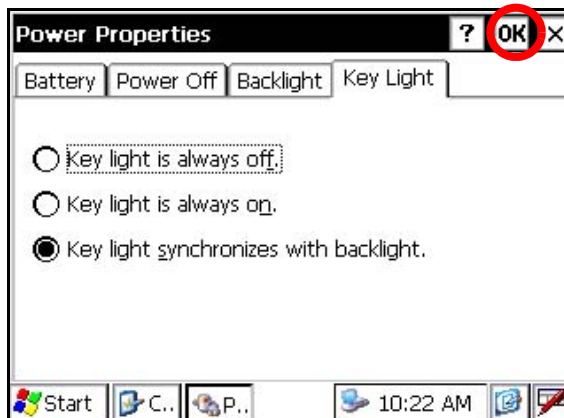 Power Properties ? OK ×
Battery Power Off Backlight Key Light
Key light is always off.
Key light is always on.
Key light synchronizes with backlight.
Start C.. P.. 10:22 AM